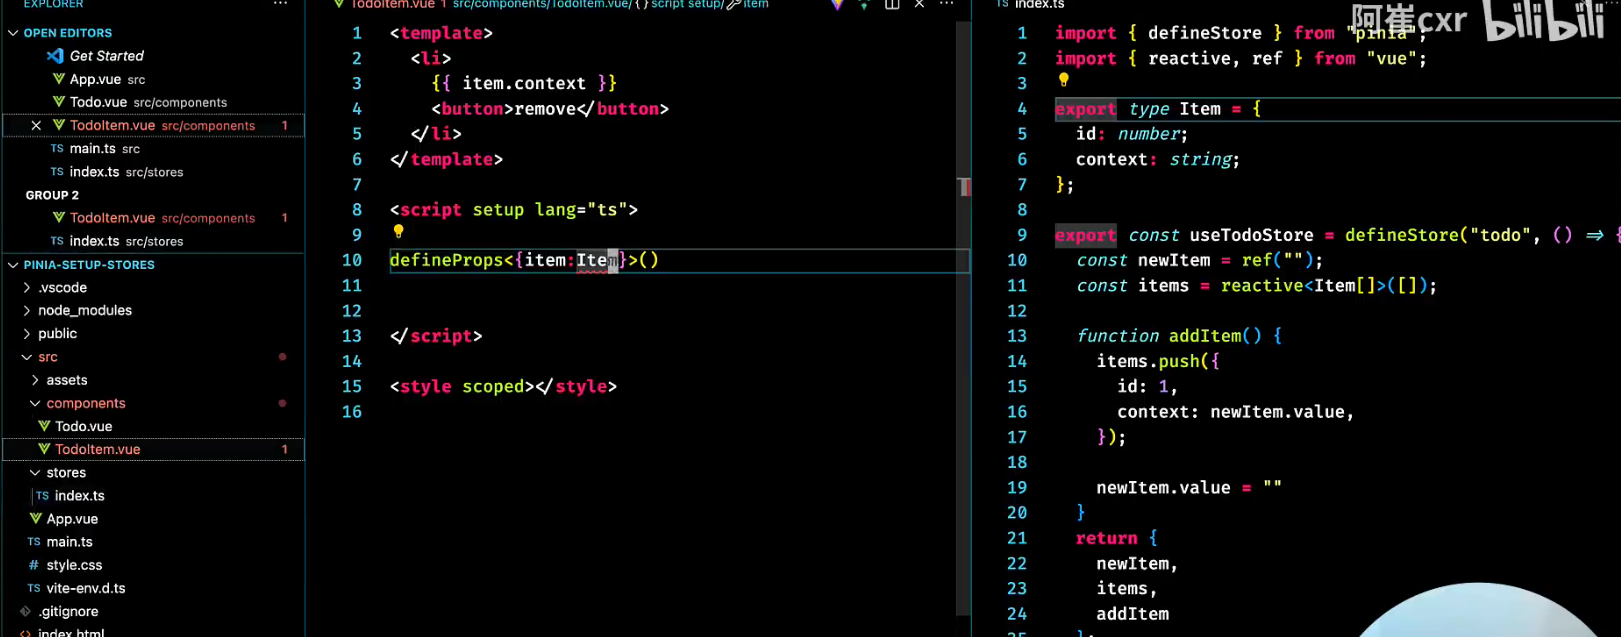 EXPLORER
OPEN EDITORS
Get Started
App.vue src
Todo.vue src/components
TodoItem.vue src/components 1
TS main.ts src
TS index.ts src/stores
GROUP 2
TodoItem.vue src/components 1
TS index.ts src/stores
PINIA-SETUP-STORES
.vscode
node_modules
public
src
assets
components
Todo.vue
TodoItem.vue 1
stores
TS index.ts
App.vue
TS main.ts
# style.css
TS vite-env.d.ts
.gitignore
index.html
TodoItem.vue 1 src/components/TodoItem.vue/{} script setup/item
1 <template>
2 <li>
3 {{ item.context }}
4 <button>remove</button>
5 </li>
6 </template>
7
8 <script setup lang="ts">
9
10 defineProps<{item:Item}>()
11
12
13 </script>
14
15 <style scoped></style>
16
TS index.ts
阿崔cxr bilibili
1 import { defineStore } from "pinia";
2 import { reactive, ref } from "vue";
3
4 export type Item = {
5 id: number;
6 context: string;
7 };
8
9 export const useTodoStore = defineStore("todo", () => {
10 const newItem = ref("");
11 const items = reactive<Item[]>([]);
12
13 function addItem() {
14 items.push({
15 id: 1,
16 context: newItem.value,
17 });
18
19 newItem.value = ""
20 }
21 return {
22 newItem,
23 items,
24 addItem
25 };